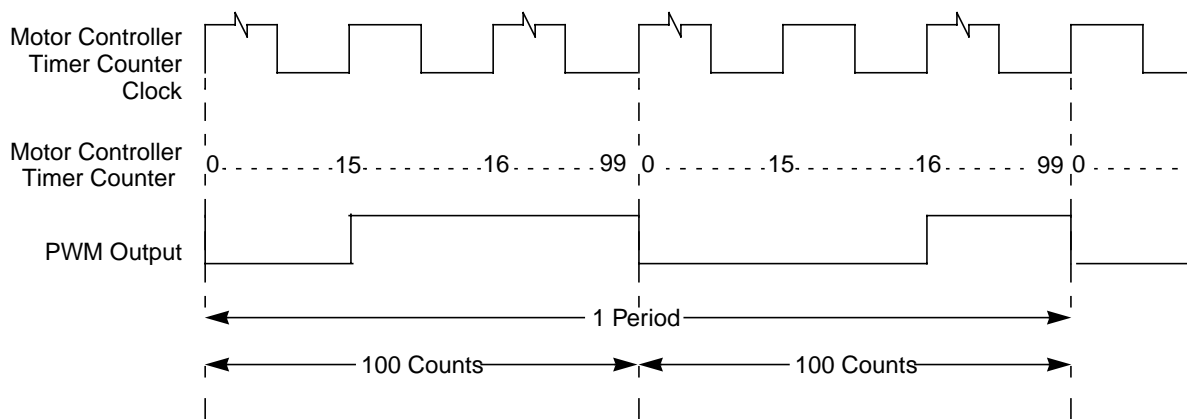 Motor Controller
Timer Counter
Clock
Motor Controller
Timer Counter
0 15 16 99 0 15 16 99 0
PWM Output
1 Period
100 Counts 100 Counts